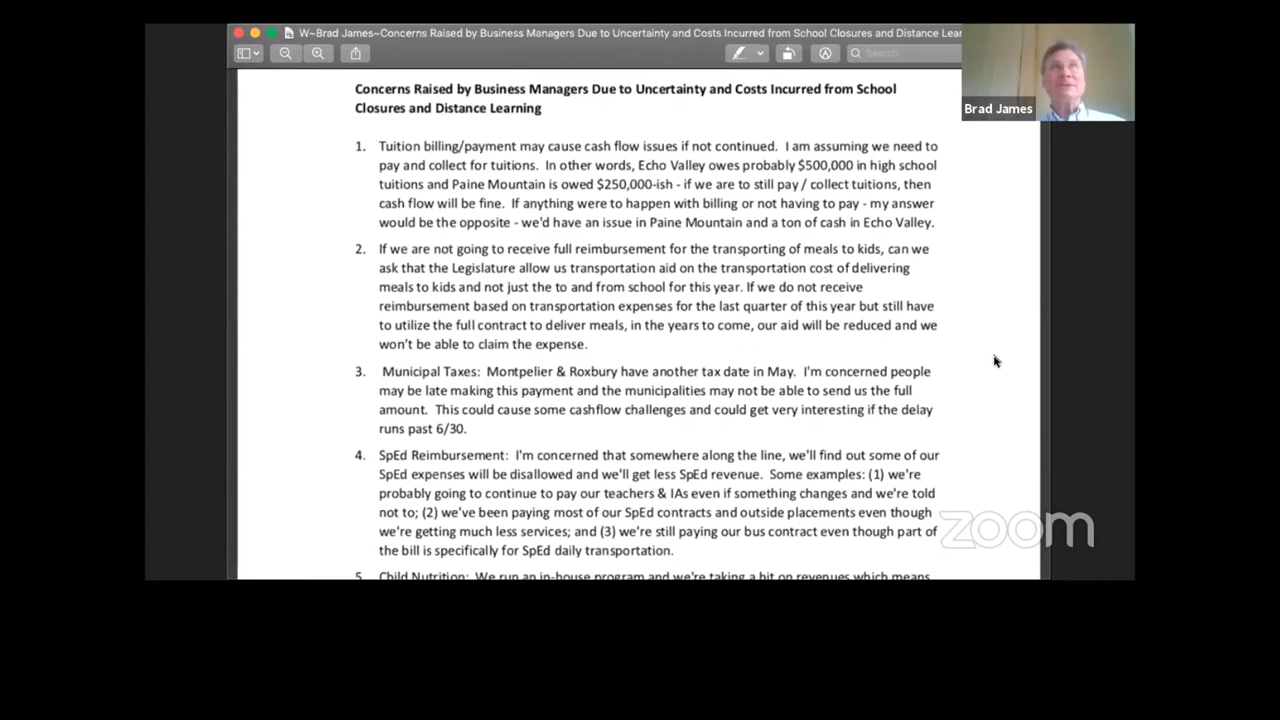 W~Brad James~Concerns Raised by Business Managers Due to Uncertainty and Costs Incurred from School Closures and Distance Lear
Search
Brad James
Concerns Raised by Business Managers Due to Uncertainty and Costs Incurred from School
Closures and Distance Learning
1. Tuition billing/payment may cause cash flow issues if not continued. I am assuming we need to
pay and collect for tuitions. In other words, Echo Valley owes probably $500,000 in high school
tuitions and Paine Mountain is owed $250,000-ish - if we are to still pay / collect tuitions, then
cash flow will be fine. If anything were to happen with billing or not having to pay - my answer
would be the opposite - we'd have an issue in Paine Mountain and a ton of cash in Echo Valley.
2. If we are not going to receive full reimbursement for the transporting of meals to kids, can we
ask that the Legislature allow us transportation aid on the transportation cost of delivering
meals to kids and not just the to and from school for this year. If we do not receive
reimbursement based on transportation expenses for the last quarter of this year but still have
to utilize the full contract to deliver meals, in the years to come, our aid will be reduced and we
won't be able to claim the expense.
3. Municipal Taxes: Montpelier & Roxbury have another tax date in May. I'm concerned people
may be late making this payment and the municipalities may not be able to send us the full
amount. This could cause some cashflow challenges and could get very interesting if the delay
runs past 6/30.
4. SpEd Reimbursement: I'm concerned that somewhere along the line, we'll find out some of our
SpEd expenses will be disallowed and we'll get less SpEd revenue. Some examples: (1) we're
probably going to continue to pay our teachers & IAs even if something changes and we're told
not to; (2) we've been paying most of our SpEd contracts and outside placements even though
we're getting much less services; and (3) we're still paying our bus contract even though part of
the bill is specifically for SpEd daily transportation.
5. Child Nutrition: We run an in-house program and we're taking a hit on revenues which means
zoom